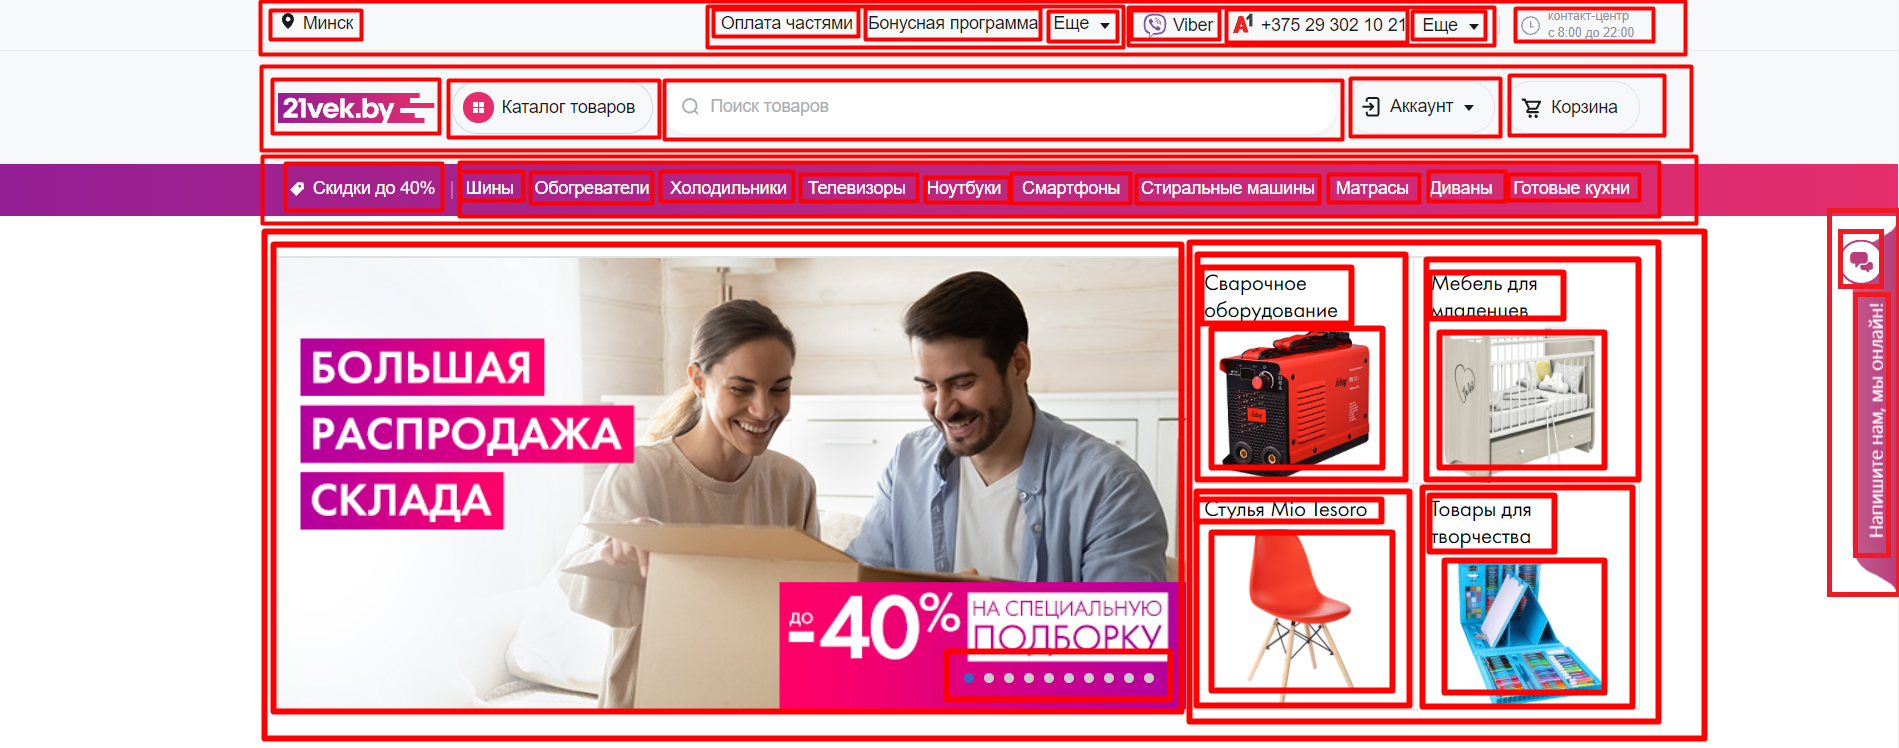 Минск
Оплата частями
Бонусная программа
Еще
Viber
A1
+375 29 302 10 21
Еще
контакт-центр
с 8:00 до 22:00
21vek.by
Каталог товаров
Поиск товаров
Аккаунт
Корзина
Скидки до 40%
Шины
Обогреватели
Холодильники
Телевизоры
Ноутбуки
Смартфоны
Стиральные машины
Матрасы
Диваны
Готовые кухни
БОЛЬШАЯ
РАСПРОДАЖА
СКЛАДА
до -40%
НА СПЕЦИАЛЬНУЮ
ПОДБОРКУ
Сварочное
оборудование
Мебель для
младенцев
Стулья Mio Tesoro
Товары для
творчества
Напишите нам, мы онлайн!